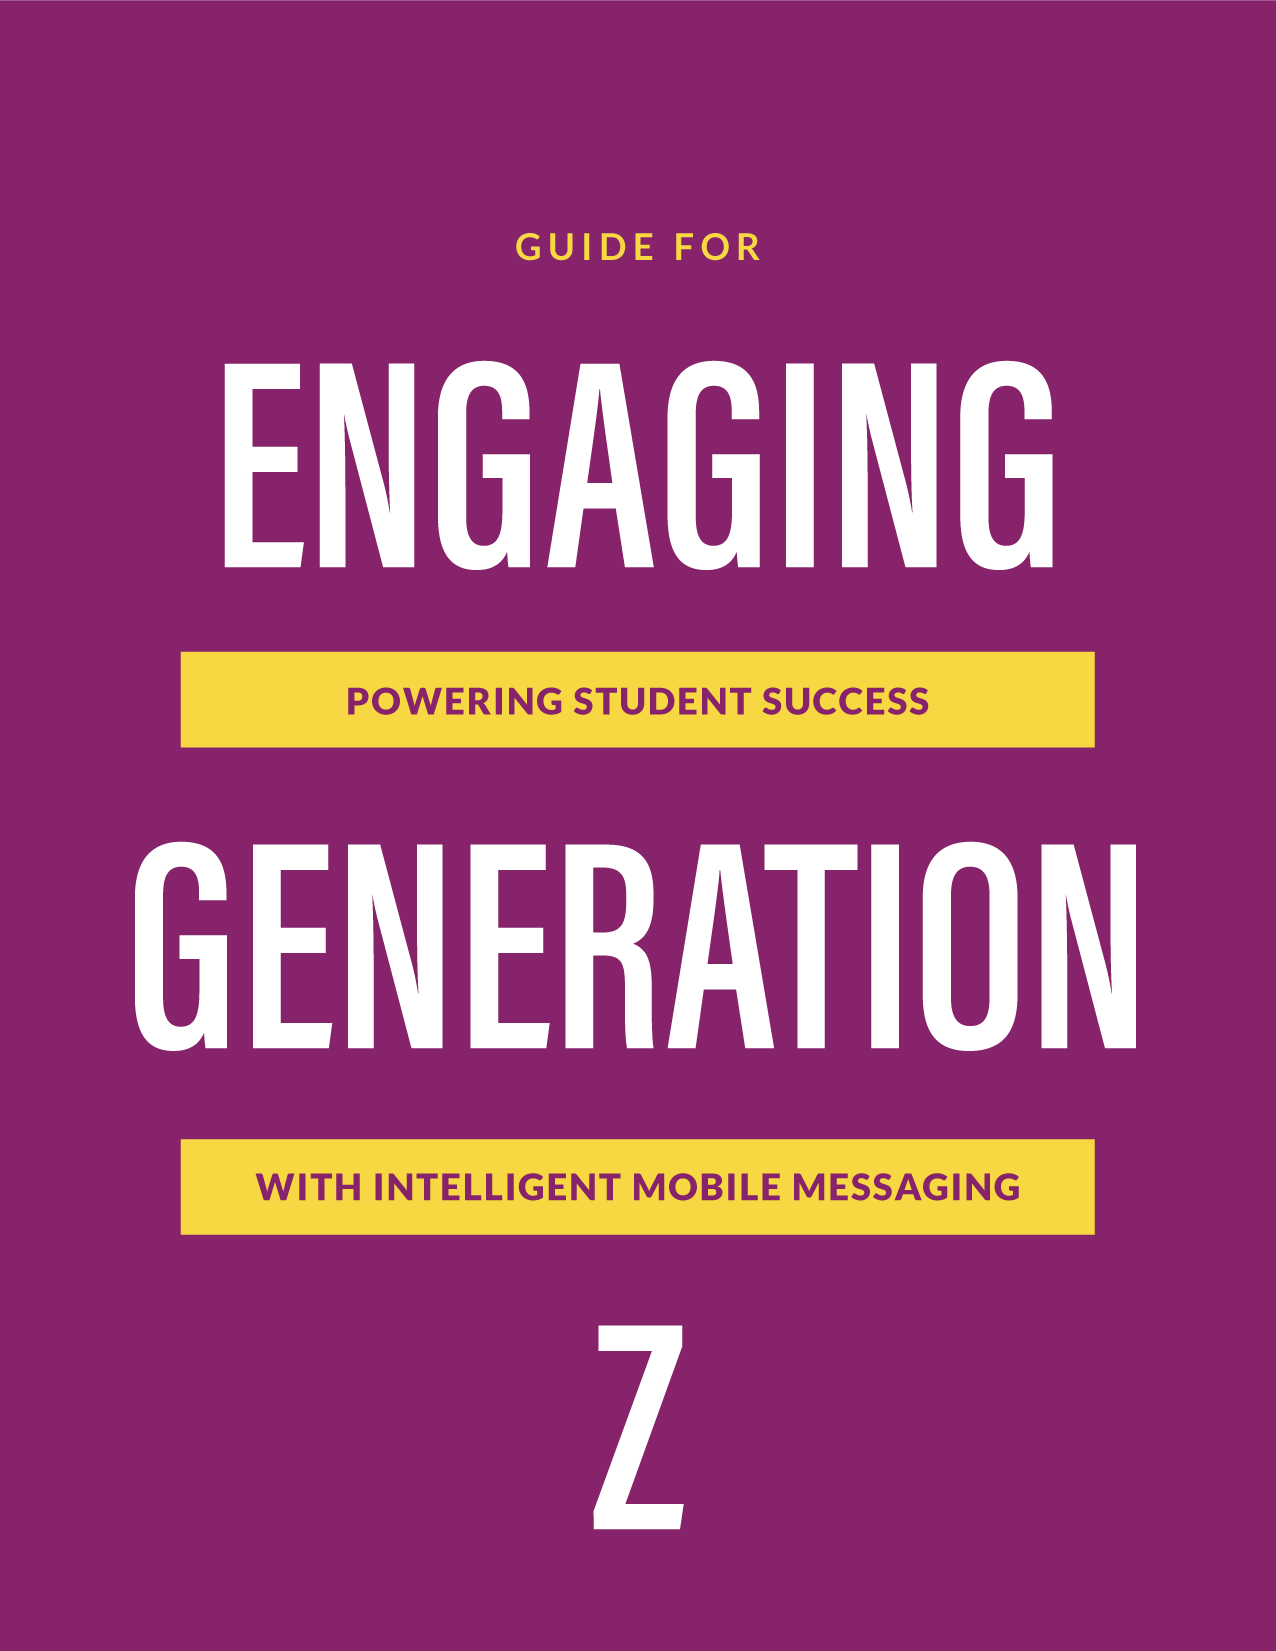 GUIDE FOR
ENGAGING
POWERING STUDENT SUCCESS
GENERATION
WITH INTELLIGENT MOBILE MESSAGING
Z